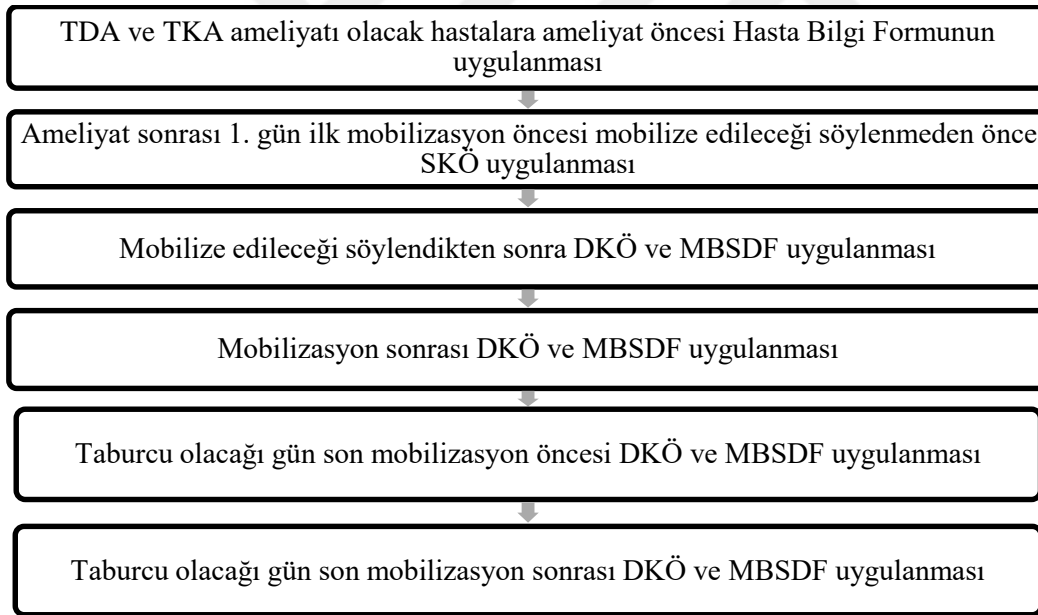 TDA ve TKA ameliyatı olacak hastalara ameliyat öncesi Hasta Bilgi Formunun
uygulanması
Ameliyat sonrası 1. gün ilk mobilizasyon öncesi mobilize edileceği söylenmeden önce
SKÖ uygulanması
Mobilize edileceği söylendikten sonra DKÖ ve MBSDF uygulanması
Mobilizasyon sonrası DKÖ ve MBSDF uygulanması
Taburcu olacağı gün son mobilizasyon öncesi DKÖ ve MBSDF uygulanması
Taburcu olacağı gün son mobilizasyon sonrası DKÖ ve MBSDF uygulanması